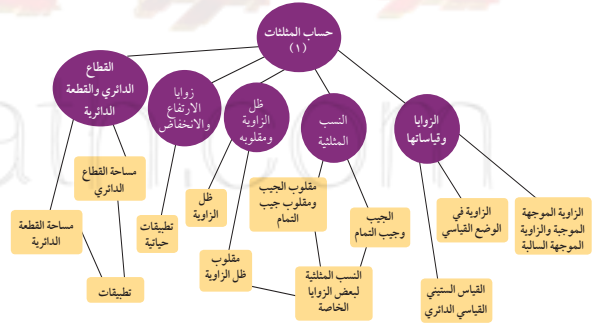 حساب المثلثات
(١)
الزوايا
وقياساتها
النسب
المثلثية
ظل
الزاوية
ومقلوبه
زوايا
الارتفاع
والانخفاض
القطاع
الدائري والقطعة
الدائرية
الزاوية الموجهة
الموجبة والزاوية
الموجهة السالبة
الزاوية في
الوضع القياسي
القياس الستيني
القياسي الدائري
الجيب
وجيب التمام
مقلوب الجيب
ومقلوب جيب
التمام
النسب المثلثية
لبعض الزوايا
الخاصة
ظل
الزاوية
مقلوب
ظل الزاوية
تطبيقات
حياتية
مساحة القطاع
الدائري
مساحة القطعة
الدائرية
تطبيقات